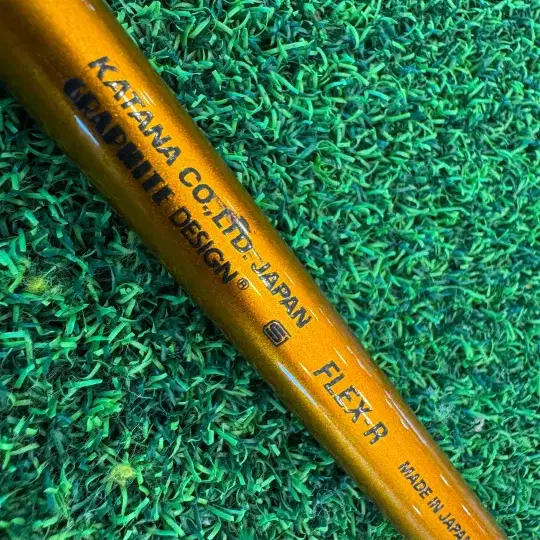 KATANA CO.,LTD. JAPAN
GRAPHITE DESIGN®
S
FLEX-R
MADE IN JAPAN